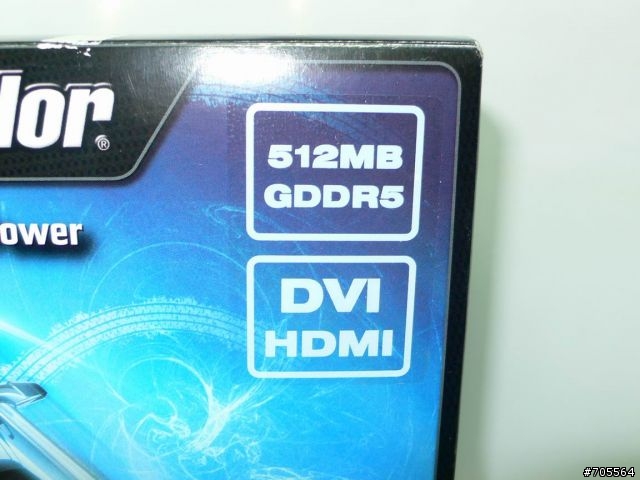 lor®
ower
512MB
GDDR5
DVI
HDMI
#705564